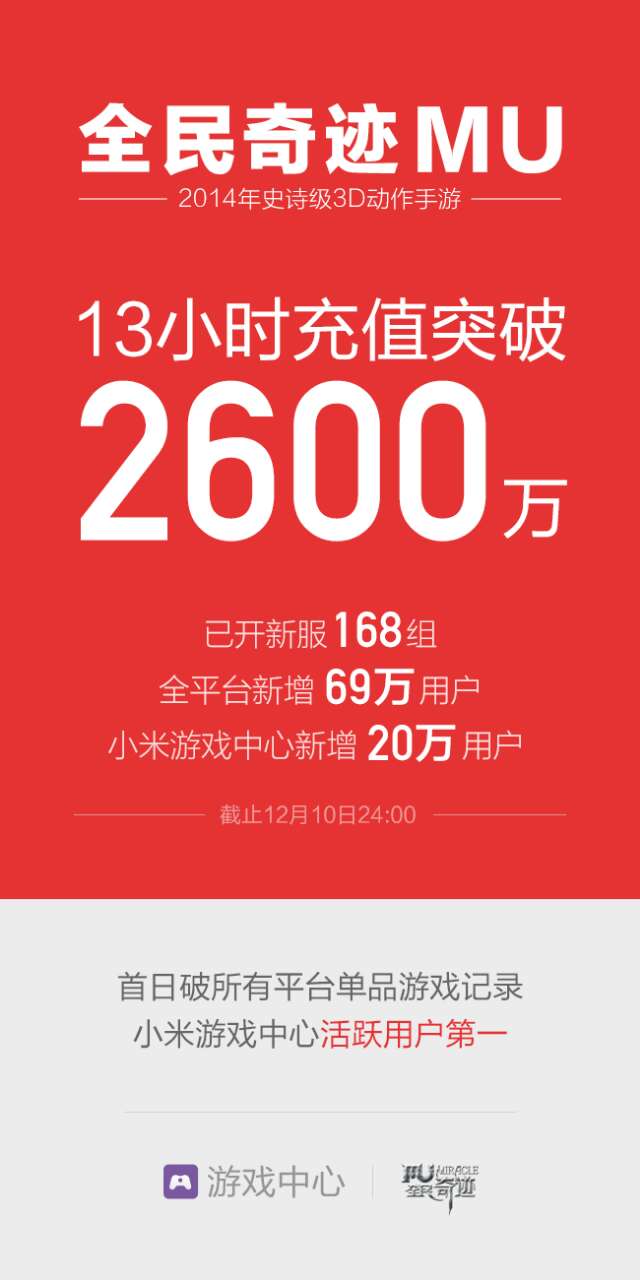 全民奇迹MU
2014年史诗级3D动作手游
13小时充值突破
2600万
已开新服168组
全平台新增 69万 用户
小米游戏中心新增 20万 用户
截止12月10日24:00
首日破所有平台单品游戏记录
小米游戏中心活跃用户第一
游戏中心
MU MIRACLE
全民奇迹